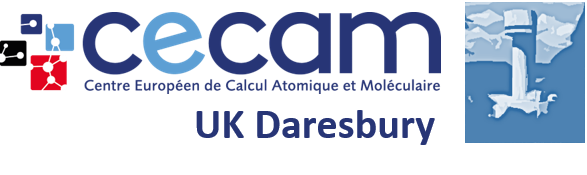 cecam
Centre Européen de Calcul Atomique et Moléculaire
UK Daresbury